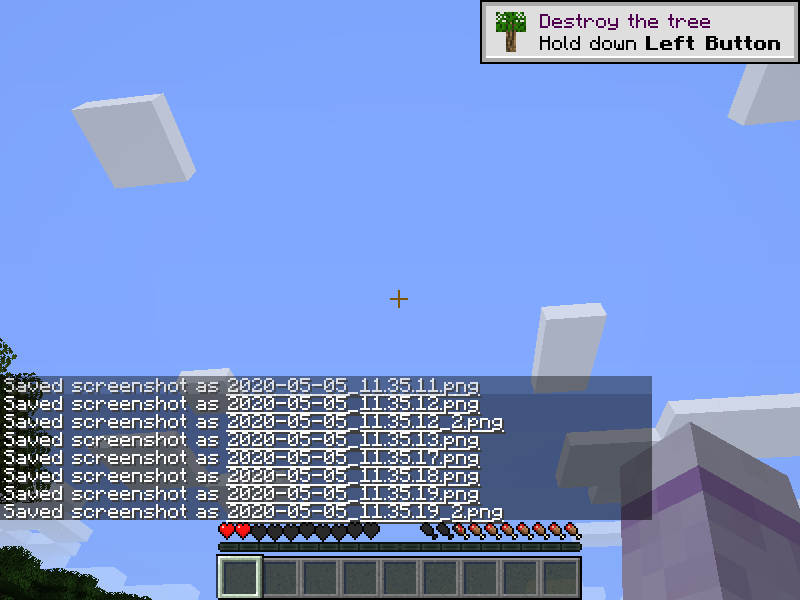 Destroy the tree
Hold down Left Button
Saved screenshot as 2020-05-05_11.35.11.png
Saved screenshot as 2020-05-05_11.35.12.png
Saved screenshot as 2020-05-05_11.35.12_2.png
Saved screenshot as 2020-05-05_11.35.13.png
Saved screenshot as 2020-05-05_11.35.17.png
Saved screenshot as 2020-05-05_11.35.18.png
Saved screenshot as 2020-05-05_11.35.19.png
Saved screenshot as 2020-05-05_11.35.19_2.png